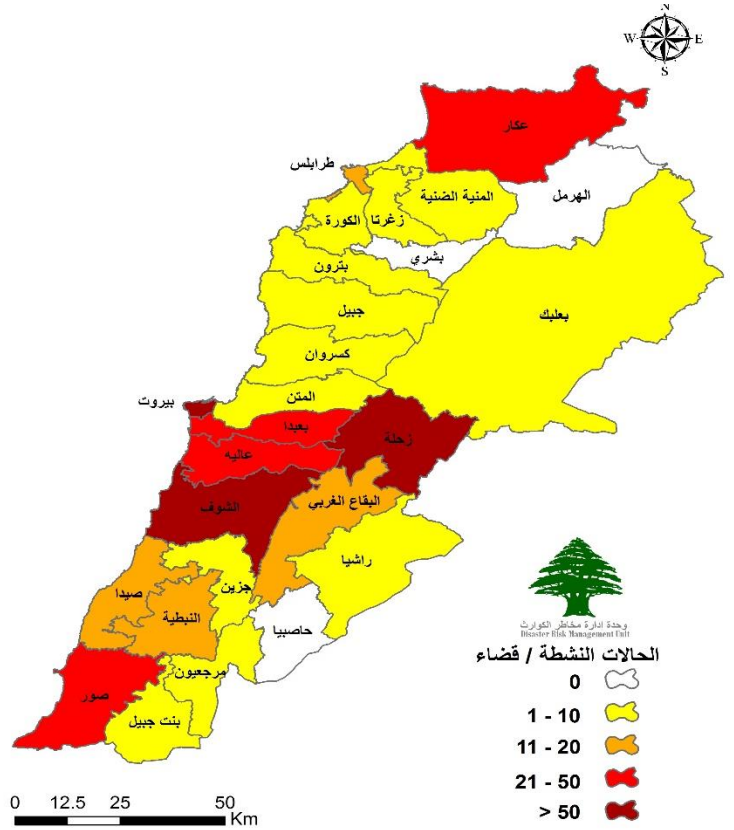 N
W E
S
عكار
طرابلس
الهرمل
المنية الضنية
زغرتا
الكورة
بشري
بترون
جبيل
بعلبك
كسروان
المتن
بيروت
بعبدا
زحلة
عاليه
الشوف
البقاع الغربي
راشيا
جزين
صيدا
النبطية
حاصبيا
مرجعيون
صور
بنت جبيل
وحدة ادارة مخاطر الكوارث
Disaster Risk Management Unit
الحالات النشطة / قضاء
0
1 - 10
11 - 20
21 - 50
> 50
0 12.5 25 50
Km